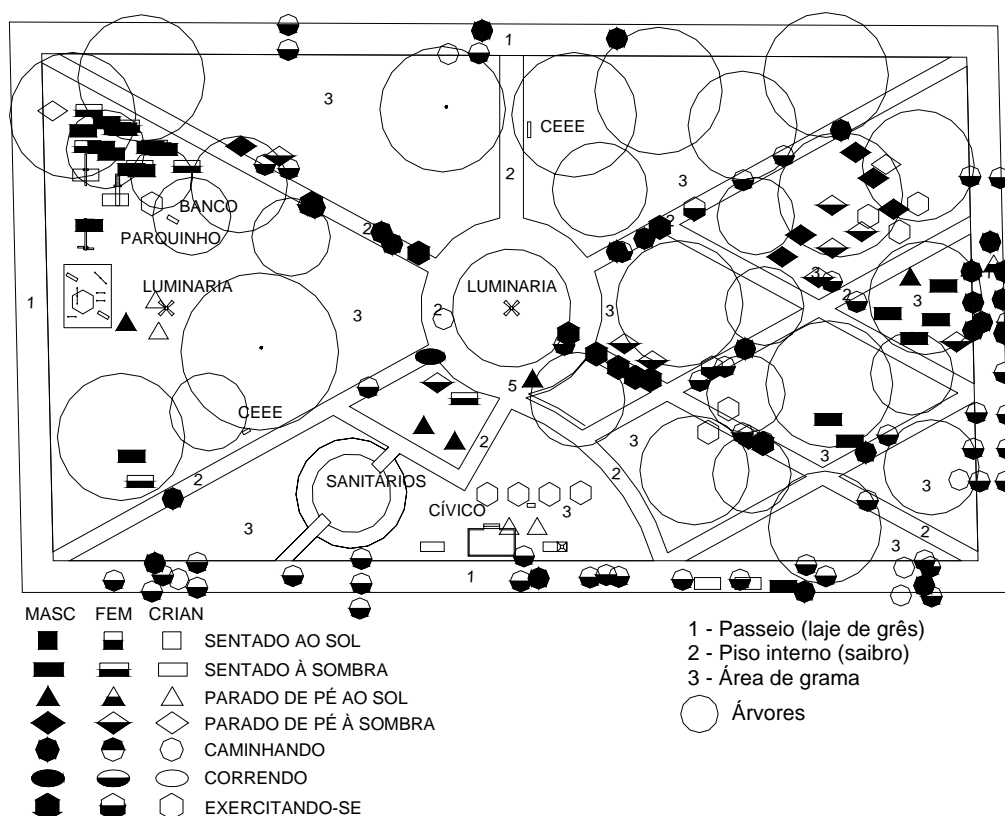 1
3
CEEE
2
3
BANCO
2
2
PARQUINHO
3
2
LUMINARIA
LUMINARIA
3
1
2
3
3
5
CEEE
3
2
2
3
3
SANITÁRIOS
2
3
CÍVICO
3
2
3
3
1
MASC FEM CRIAN
SENTADO AO SOL
SENTADO À SOMBRA
PARADO DE PÉ AO SOL
PARADO DE PÉ À SOMBRA
CAMINHANDO
CORRENDO
EXERCITANDO-SE
1 - Passeio (laje de grês)
2 - Piso interno (saibro)
3 - Área de grama
Árvores